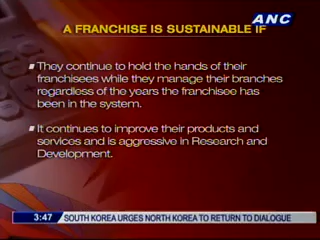 ANC
A FRANCHISE IS SUSTAINABLE IF
They continue to hold the hands of their
franchisees while they manage their branches
regardless of the years the franchisee has
been in the system.
It continues to improve their products and
services and is aggressive in Research and
Development.
3:47 SOUTH KOREA URGES NORTH KOREA TO RETURN TO DIALOGUE